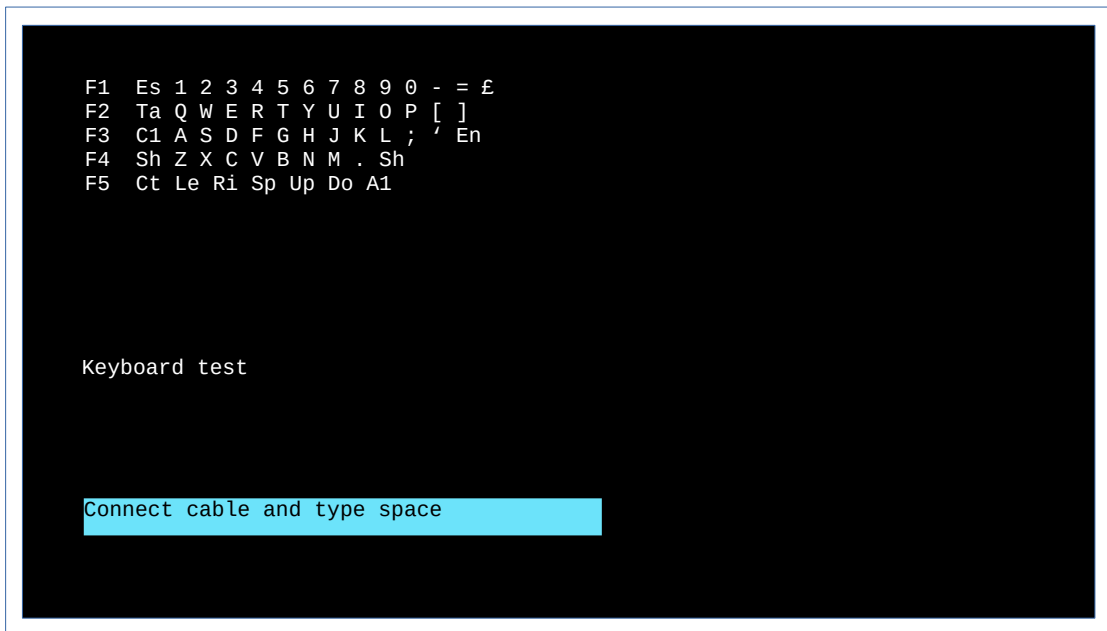 F1 Es 1 2 3 4 5 6 7 8 9 0 - = £
F2 Ta Q W E R T Y U I O P [ ]
F3 C1 A S D F G H J K L ; ‘ En
F4 Sh Z X C V B N M . Sh
F5 Ct Le Ri Sp Up Do A1
Keyboard test
Connect cable and type space